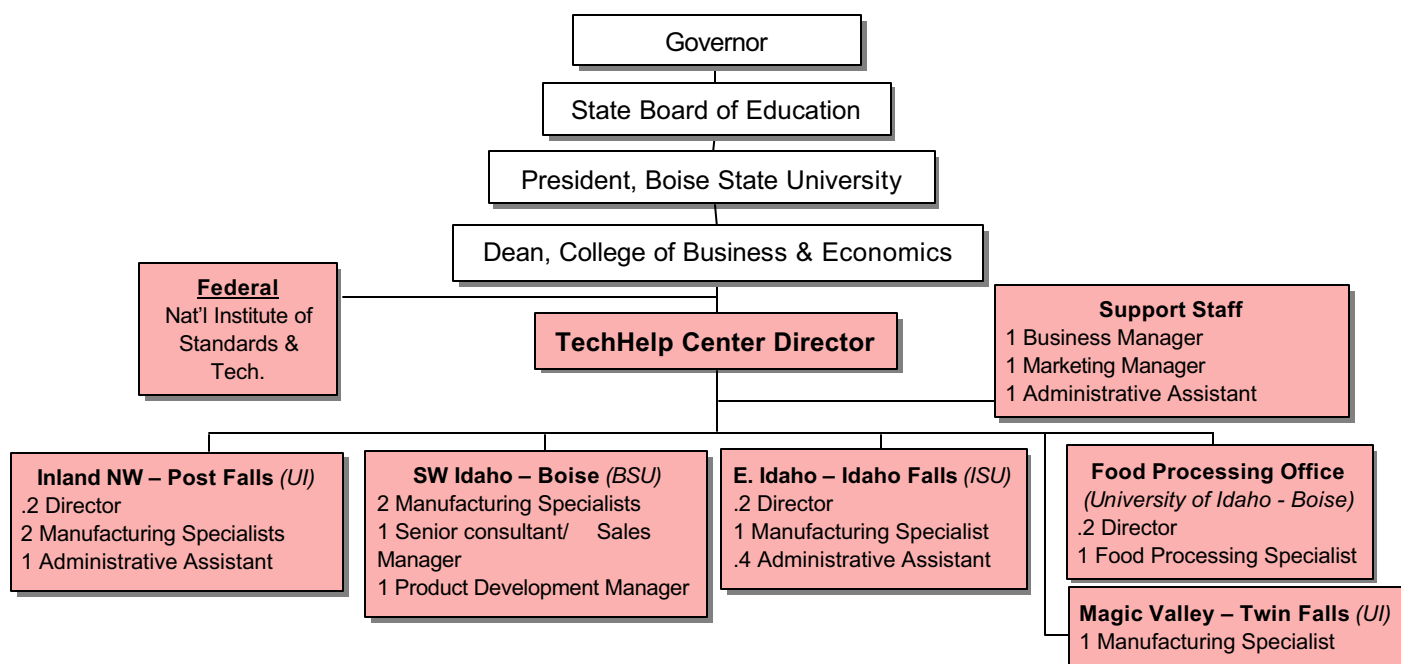 Governor
State Board of Education
President, Boise State University
Dean, College of Business & Economics
Federal
Nat'l Institute of
Standards &
Tech.
TechHelp Center Director
Support Staff
1 Business Manager
1 Marketing Manager
1 Administrative Assistant
Inland NW – Post Falls (UI)
.2 Director
2 Manufacturing Specialists
1 Administrative Assistant
SW Idaho – Boise (BSU)
2 Manufacturing Specialists
1 Senior consultant/ Sales
Manager
1 Product Development Manager
E. Idaho – Idaho Falls (ISU)
.2 Director
1 Manufacturing Specialist
.4 Administrative Assistant
Food Processing Office
(University of Idaho - Boise)
.2 Director
1 Food Processing Specialist
Magic Valley – Twin Falls (UI)
1 Manufacturing Specialist